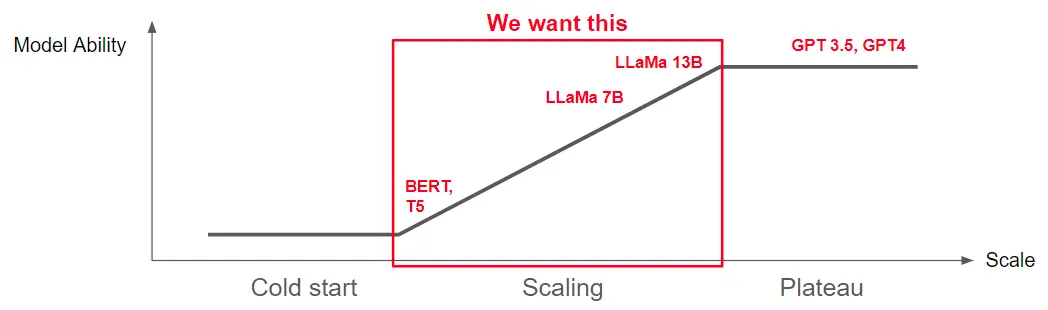 We want this
Model Ability
GPT 3.5, GPT4
LLaMa 13B
LLaMa 7B
BERT,
T5
Scale
Cold start
Scaling
Plateau